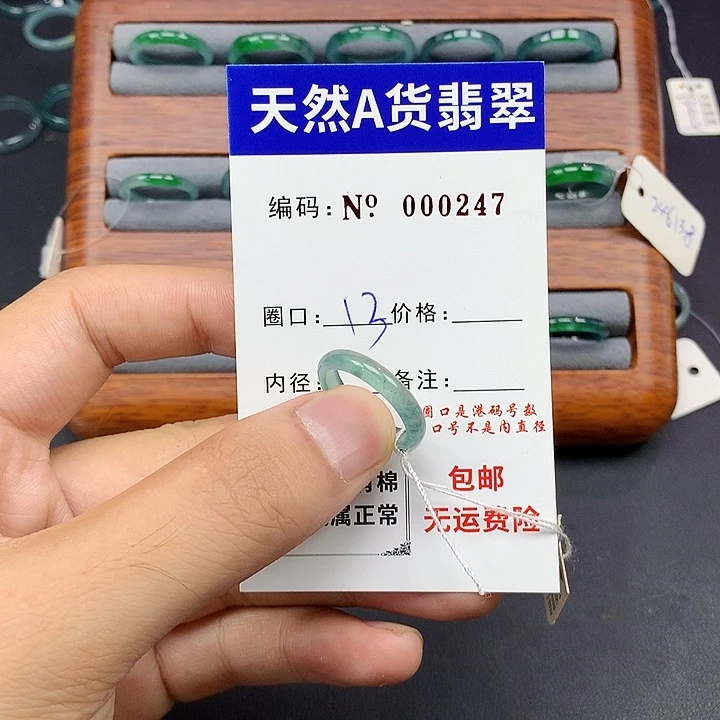 天然A货翡翠
编码：Nº 000247
圈口：13 价格：
内径： 备注：
圈口是港码号数
口号不是内直径
棉
属正常
包邮
无运费险